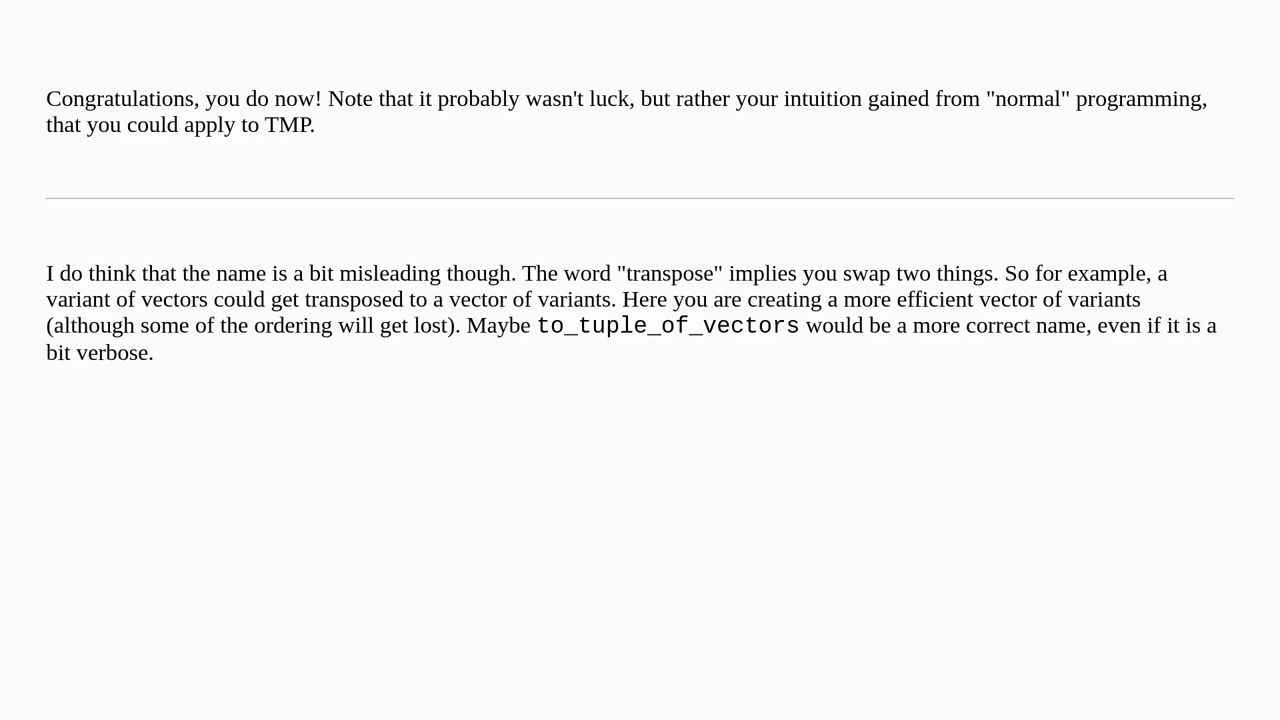 Congratulations, you do now! Note that it probably wasn't luck, but rather your intuition gained from "normal" programming,
that you could apply to TMP.
I do think that the name is a bit misleading though. The word "transpose" implies you swap two things. So for example, a
variant of vectors could get transposed to a vector of variants. Here you are creating a more efficient vector of variants
(although some of the ordering will get lost). Maybe to_tuple_of_vectors would be a more correct name, even if it is a
bit verbose.